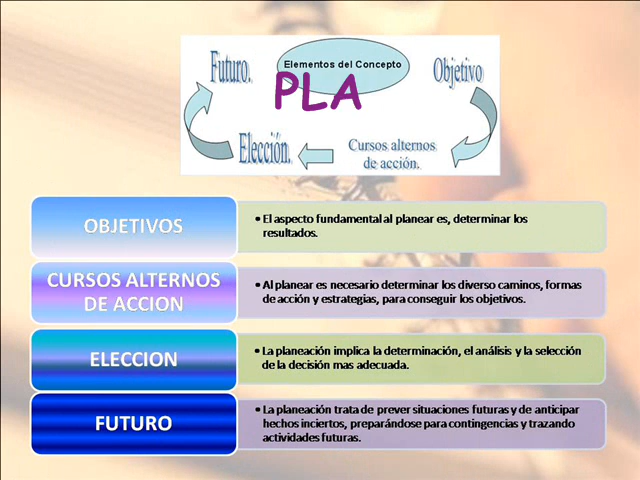 Elementos del Concepto
PLA
Futuro.
Objetivo
Elección.
Cursos alternos
de acción.
OBJETIVOS
• El aspecto fundamental al planear es, determinar los
resultados.
CURSOS ALTERNOS
DE ACCION
• Al planear es necesario determinar los diverso caminos, formas
de acción y estrategias, para conseguir los objetivos.
ELECCION
• La planeación implica la determinación, el análisis y la selección
de la decisión mas adecuada.
FUTURO
• La planeación trata de prever situaciones futuras y de anticipar
hechos inciertos, preparándose para contingencias y trazando
actividades futuras.